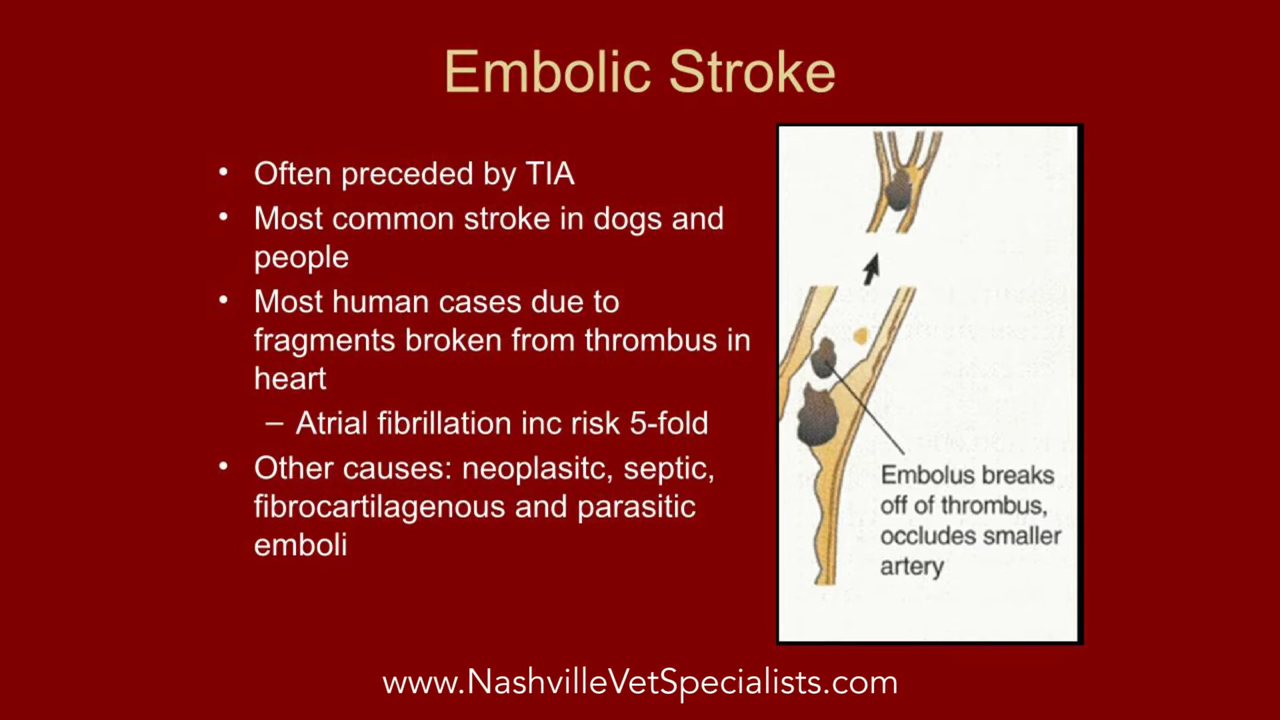 Embolic Stroke
• Often preceded by TIA
• Most common stroke in dogs and
people
• Most human cases due to
fragments broken from thrombus in
heart
– Atrial fibrillation inc risk 5-fold
• Other causes: neoplasitc, septic,
fibrocartilagenous and parasitic
emboli
Embolus breaks
off of thrombus,
occludes smaller
artery
www.NashvilleVetSpecialists.com